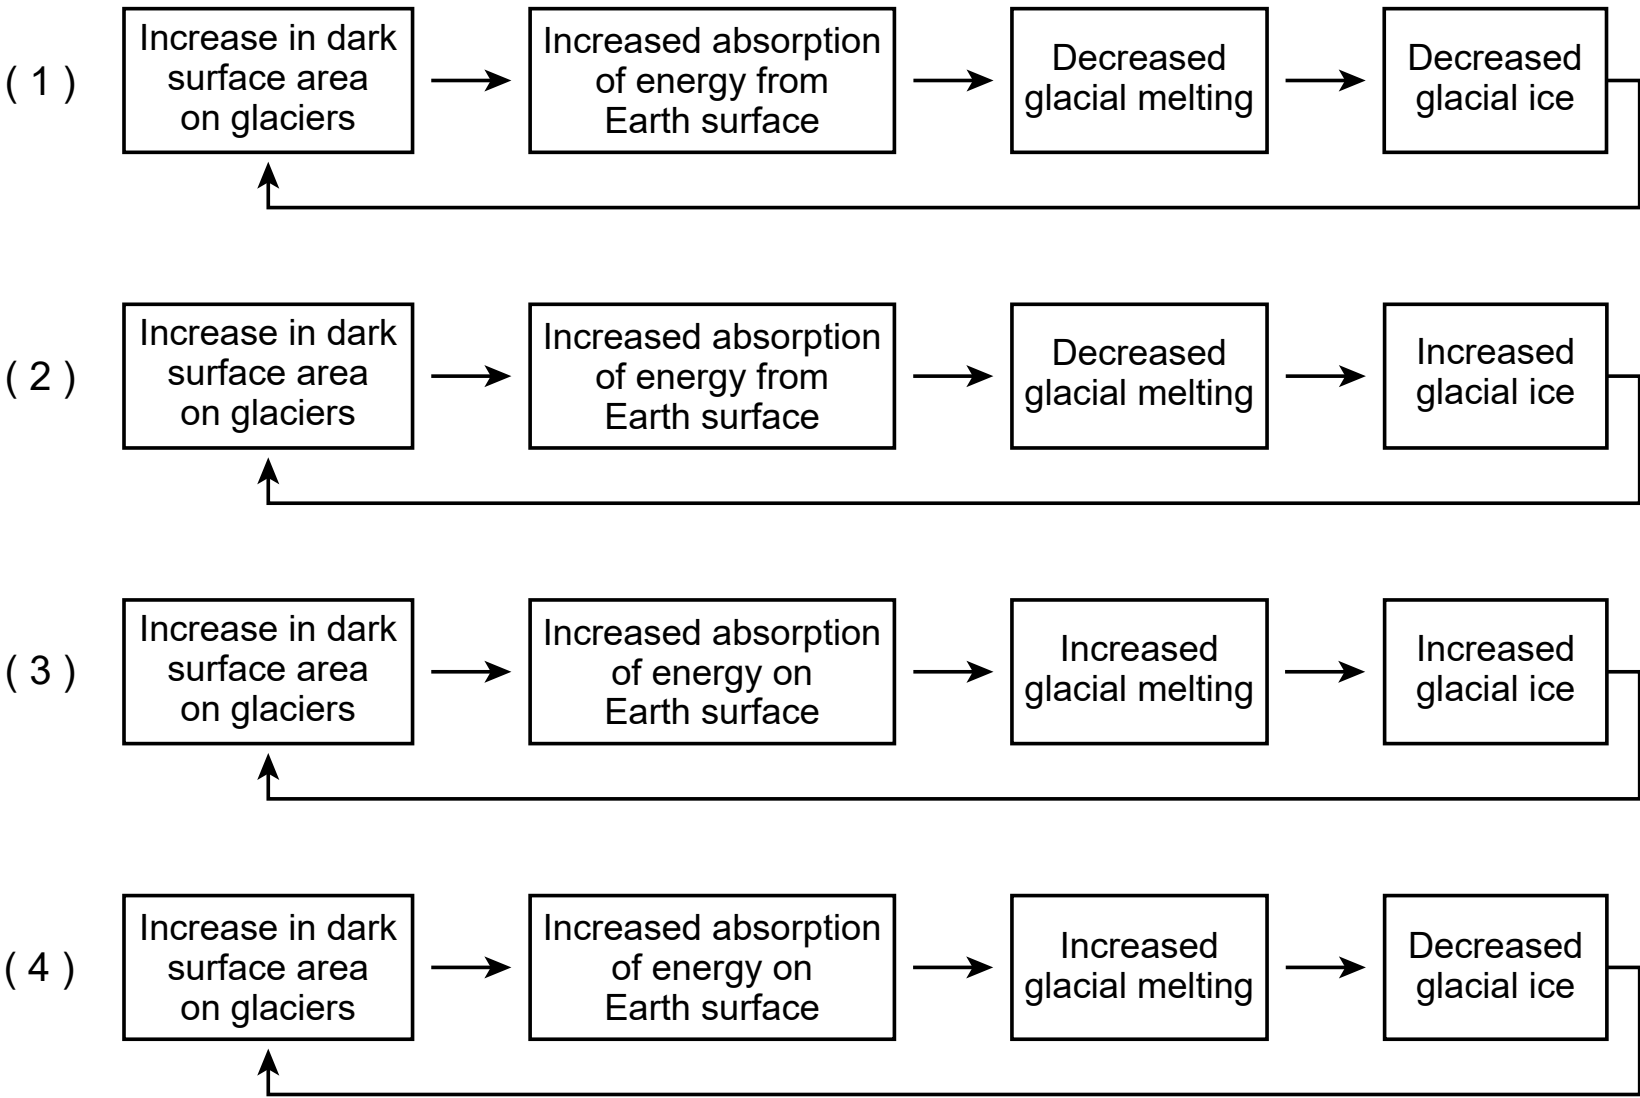 ( 1 )
Increase in dark
surface area
on glaciers
Increased absorption
of energy from
Earth surface
Decreased
glacial melting
Decreased
glacial ice
( 2 )
Increase in dark
surface area
on glaciers
Increased absorption
of energy from
Earth surface
Decreased
glacial melting
Increased
glacial ice
( 3 )
Increase in dark
surface area
on glaciers
Increased absorption
of energy on
Earth surface
Increased
glacial melting
Increased
glacial ice
( 4 )
Increase in dark
surface area
on glaciers
Increased absorption
of energy on
Earth surface
Increased
glacial melting
Decreased
glacial ice